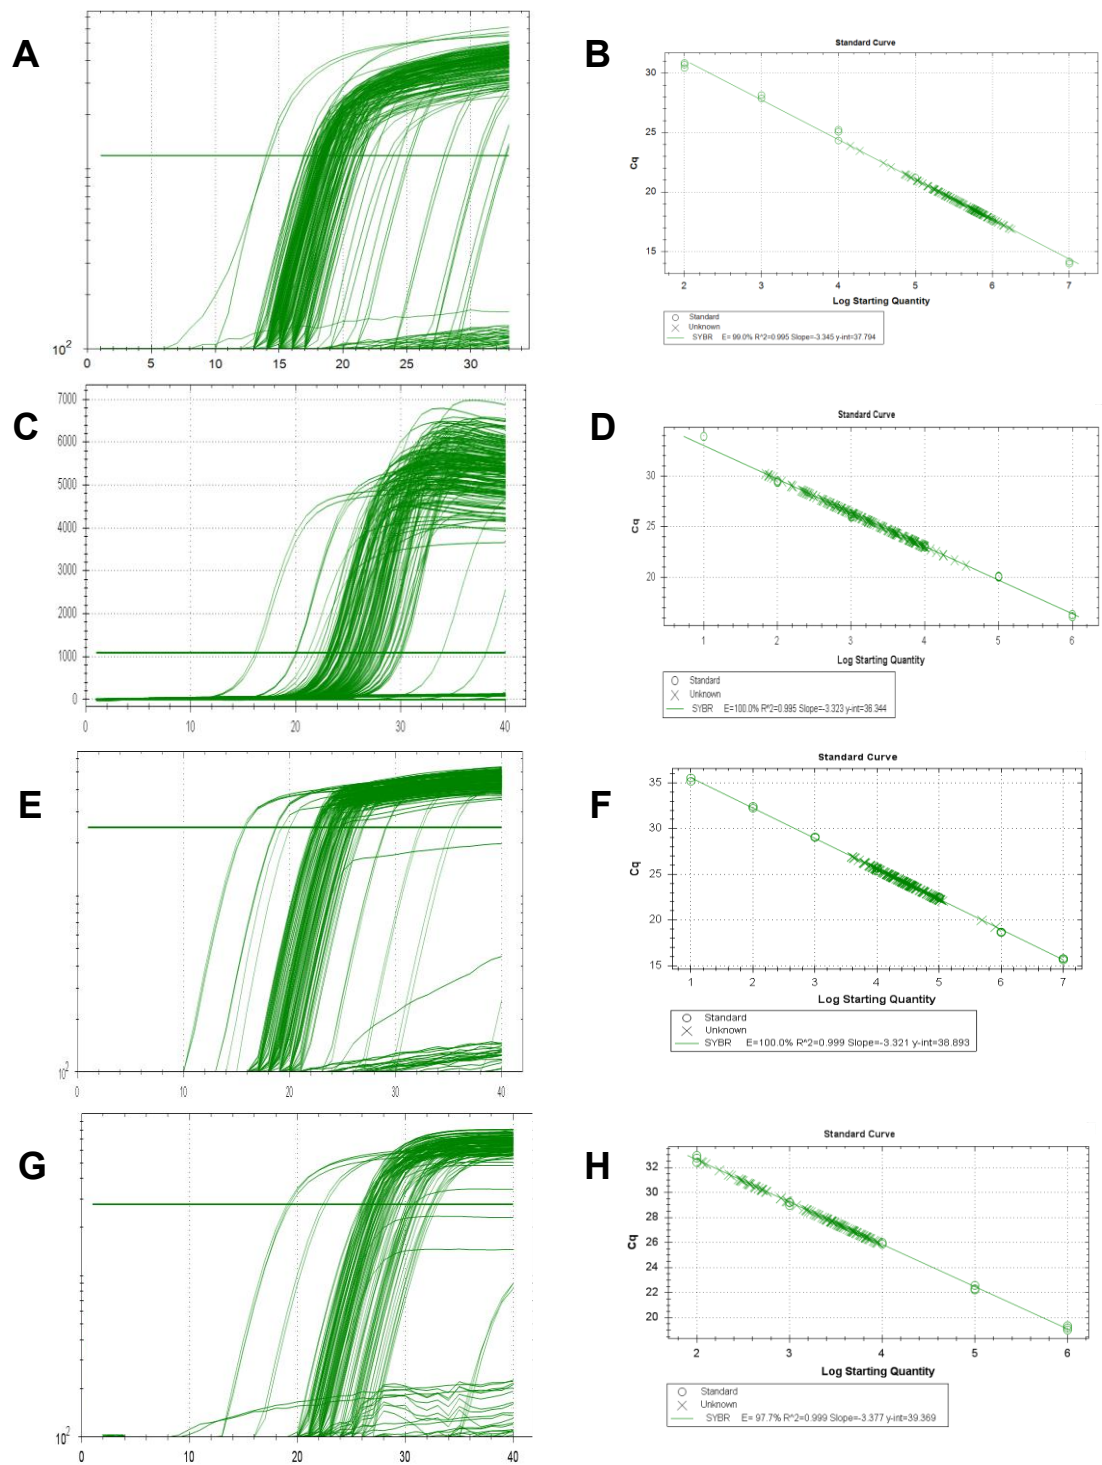 A
10^2
0 5 10 15 20 25 30
B
Standard Curve
30
25
20
15
Cq
2 3 4 5 6 7
Log Starting Quantity
Standard
Unknown
SYBR E= 99.0% R^2=0.995 Slope=-3.345 y-int=37.794
C
7000
6000
5000
4000
3000
2000
1000
0
0 10 20 30 40
D
Standard Curve
30
25
20
Cq
1 2 3 4 5 6
Log Starting Quantity
Standard
Unknown
SYBR E=100.0% R^2=0.995 Slope=-3.323 y-int=36.344
E
10^2
0 10 20 30 40
F
Standard Curve
35
30
25
20
15
Cq
1 2 3 4 5 6 7
Log Starting Quantity
Standard
Unknown
SYBR E=100.0% R^2=0.999 Slope=-3.321 y-int=38.893
G
10^2
0 10 20 30 40
H
Standard Curve
32
30
28
26
24
22
20
Cq
2 3 4 5 6
Log Starting Quantity
Standard
Unknown
SYBR E= 97.7% R^2=0.999 Slope=-3.377 y-int=39.369